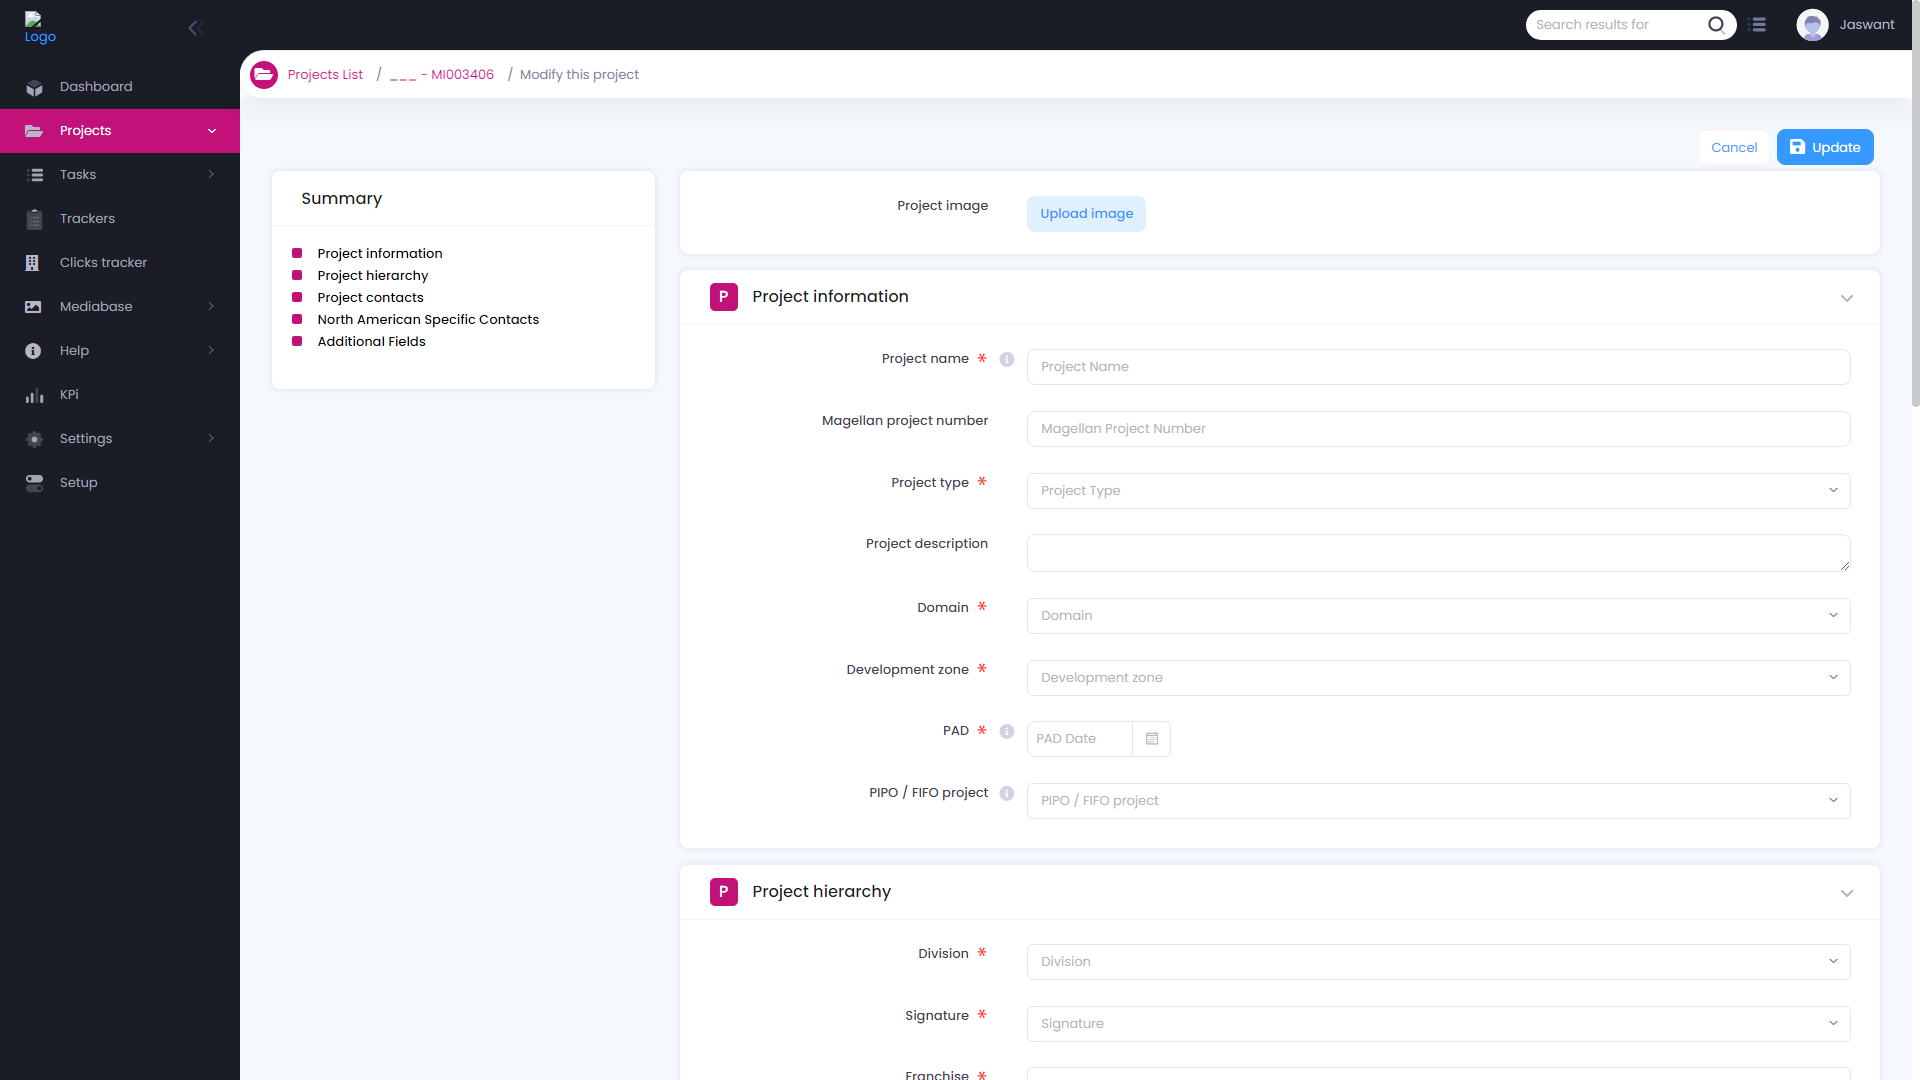 Logo
Search results for
Jaswant
Dashboard
Projects
Tasks
Trackers
Clicks tracker
Mediabase
Help
KPi
Settings
Setup
Projects List / ___ - MI003406 / Modify this project
Cancel
Update
Summary
Project information
Project hierarchy
Project contacts
North American Specific Contacts
Additional Fields
Project image
Upload image
P Project information
Project name *
Project Name
Magellan project number
Magellan Project Number
Project type *
Project Type
Project description
Domain *
Domain
Development zone *
Development zone
PAD *
PAD Date
PIPO / FIFO project
PIPO / FIFO project
P Project hierarchy
Division *
Division
Signature *
Signature
Franchise *